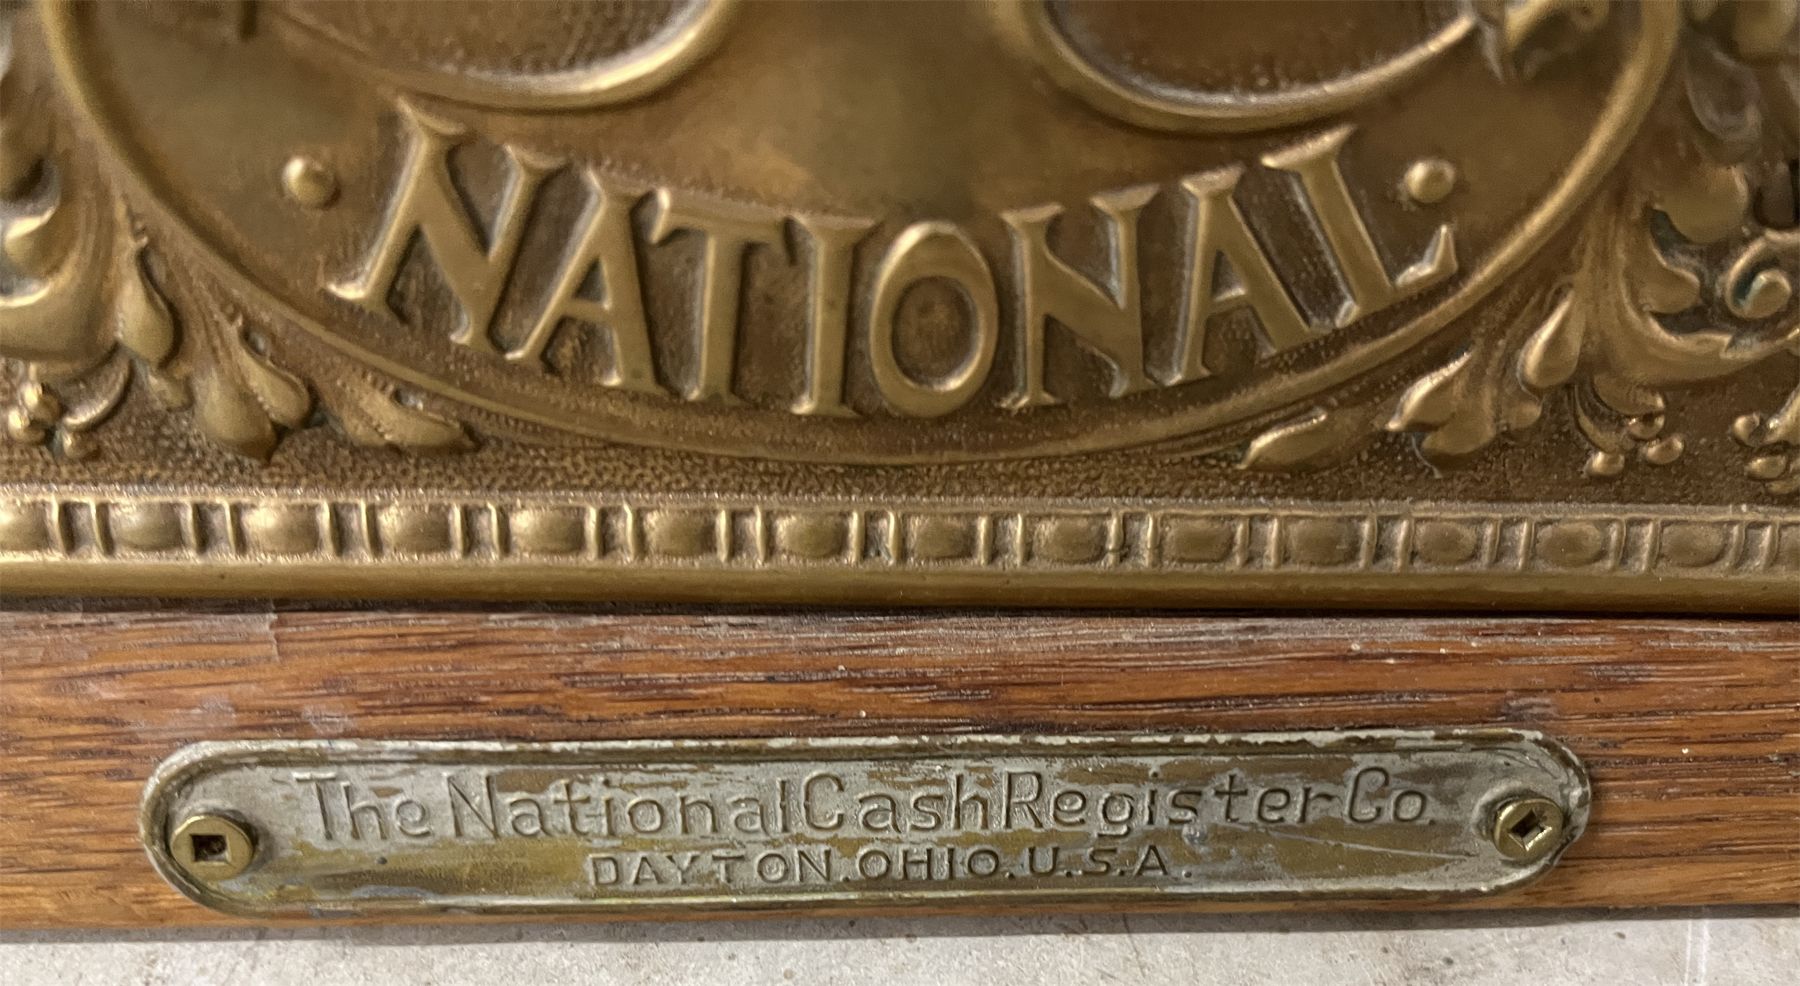 · NATIONAL ·
The National Cash Register Co.
DAYTON.OHIO.U.S.A.